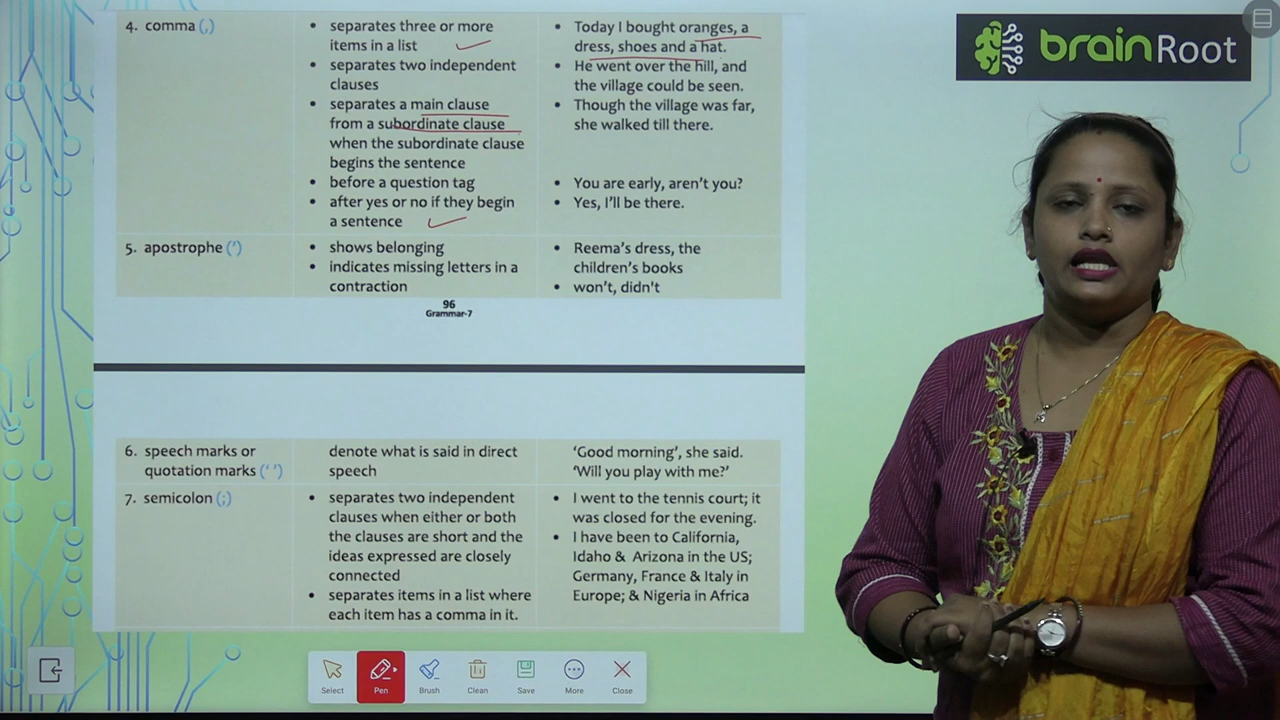 brainRoot
4. comma (,)
• separates three or more
items in a list
• separates two independent
clauses
• separates a main clause
from a subordinate clause
when the subordinate clause
begins the sentence
• before a question tag
• after yes or no if they begin
a sentence
• Today I bought oranges, a
dress, shoes and a hat.
• He went over the hill, and
the village could be seen.
• Though the village was far,
she walked till there.
• You are early, aren’t you?
• Yes, I’ll be there.
5. apostrophe (’)
• shows belonging
• indicates missing letters in a
contraction
• Reema’s dress, the
children’s books
• won’t, didn't
96
Grammar-7
6. speech marks or
quotation marks (‘ ’)
denote what is said in direct
speech
‘Good morning’, she said.
‘Will you play with me?’
7. semicolon (;)
• separates two independent
clauses when either or both
the clauses are short and the
ideas expressed are closely
connected
• separates items in a list where
each item has a comma in it.
• I went to the tennis court; it
was closed for the evening.
• I have been to California,
Idaho & Arizona in the US;
Germany, France & Italy in
Europe; & Nigeria in Africa
Select
Pen
Brush
Clean
Save
More
Close